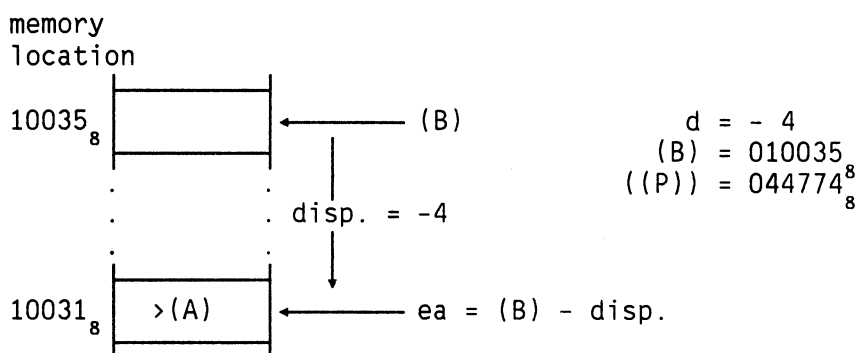 memory
location
10035₈
(B)
d = - 4
(B) = 010035₈
((P)) = 044774₈
disp. = -4
10031₈
>(A)
ea = (B) - disp.